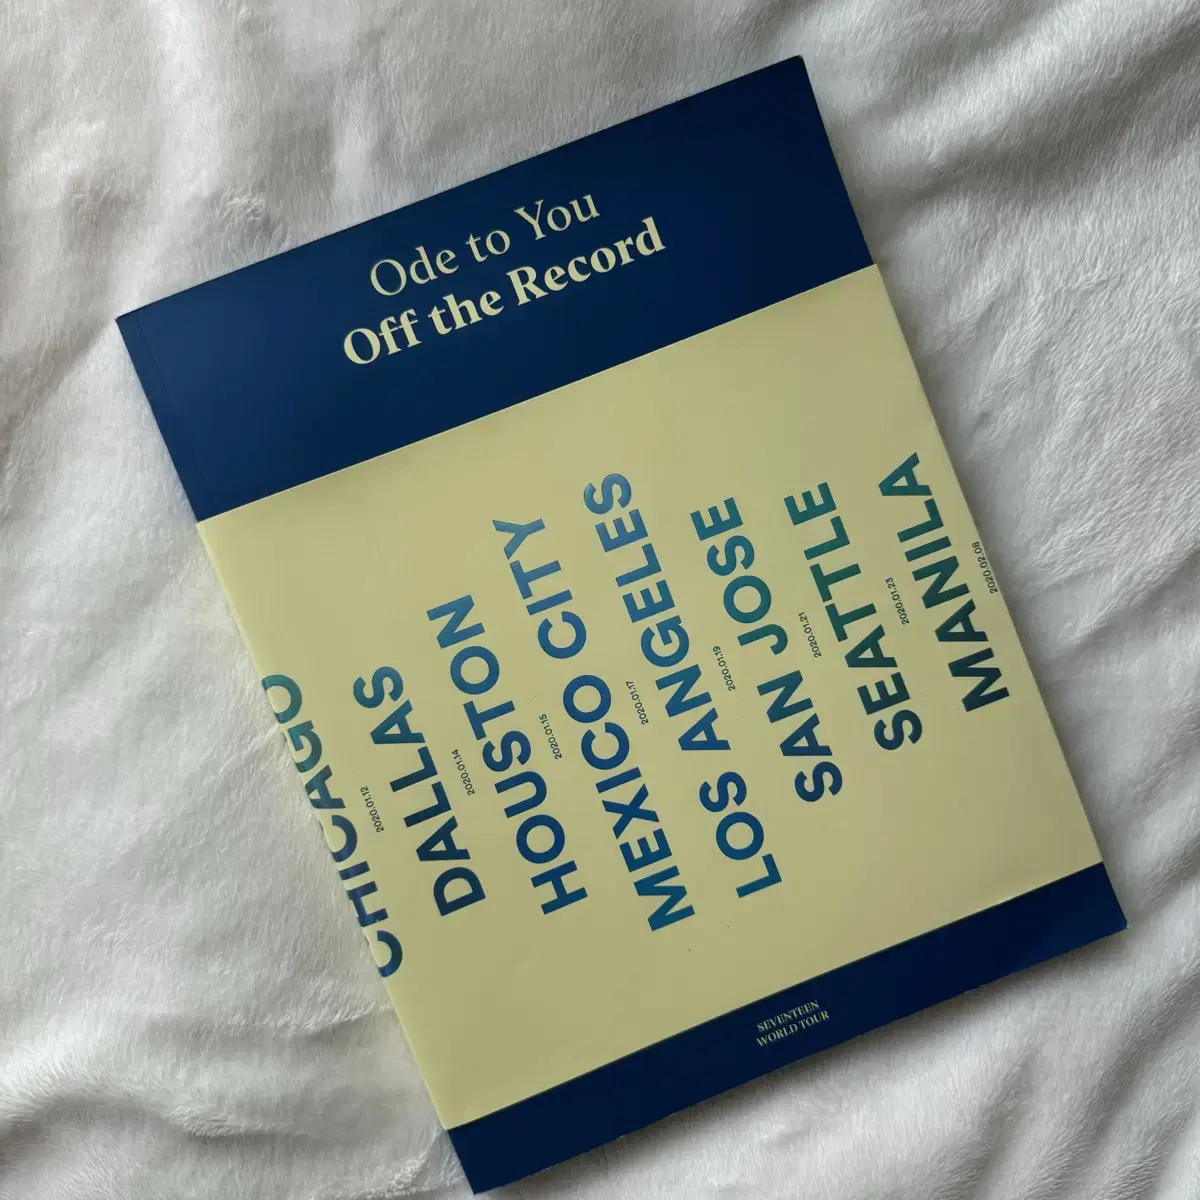 Ode to You
Off the Record
CHICAGO
2020.01.12
DALLAS
2020.01.14
HOUSTON
2020.01.15
MEXICO CITY
2020.01.17
LOS ANGELES
2020.01.19
SAN JOSE
2020.01.21
SEATTLE
2020.01.23
MANILA
2020.02.08
SEVENTEEN
WORLD TOUR